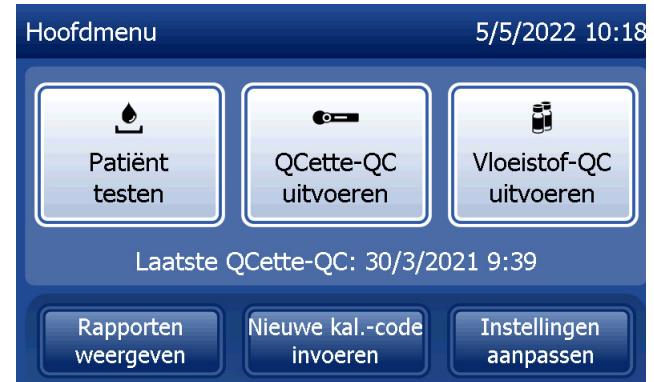 Hoofdmenu 5/5/2022 10:18
Patiënt
testen
QCette-QC
uitvoeren
Vloeistof-QC
uitvoeren
Laatste QCette-QC: 30/3/2021 9:39
Rapporten
weergeven
Nieuwe kal.-code
invoeren
Instellingen
aanpassen